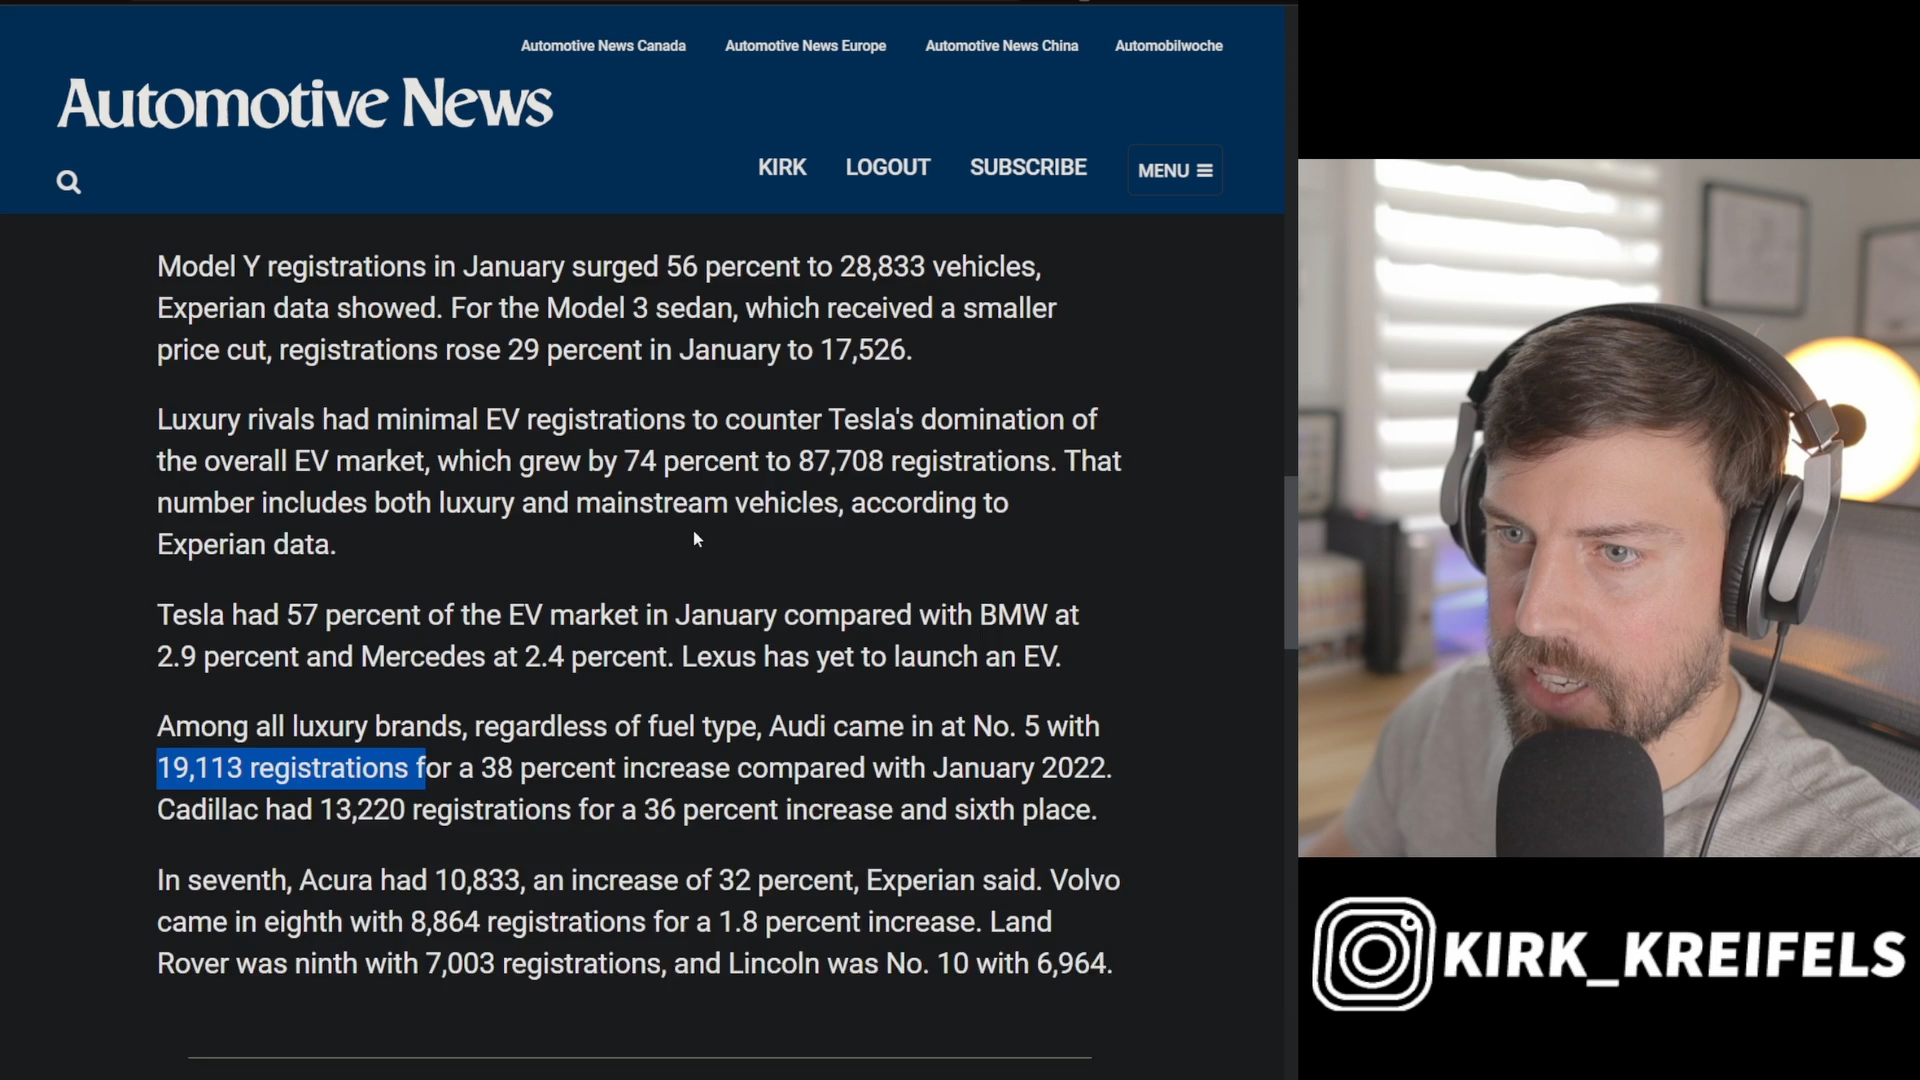 Automotive News Canada Automotive News Europe Automotive News China Automobilwoche
Automotive News
KIRK LOGOUT SUBSCRIBE MENU
Model Y registrations in January surged 56 percent to 28,833 vehicles,
Experian data showed. For the Model 3 sedan, which received a smaller
price cut, registrations rose 29 percent in January to 17,526.
Luxury rivals had minimal EV registrations to counter Tesla's domination of
the overall EV market, which grew by 74 percent to 87,708 registrations. That
number includes both luxury and mainstream vehicles, according to
Experian data.
Tesla had 57 percent of the EV market in January compared with BMW at
2.9 percent and Mercedes at 2.4 percent. Lexus has yet to launch an EV.
Among all luxury brands, regardless of fuel type, Audi came in at No. 5 with
19,113 registrations for a 38 percent increase compared with January 2022.
Cadillac had 13,220 registrations for a 36 percent increase and sixth place.
In seventh, Acura had 10,833, an increase of 32 percent, Experian said. Volvo
came in eighth with 8,864 registrations for a 1.8 percent increase. Land
Rover was ninth with 7,003 registrations, and Lincoln was No. 10 with 6,964.
KIRK_KREIFELS